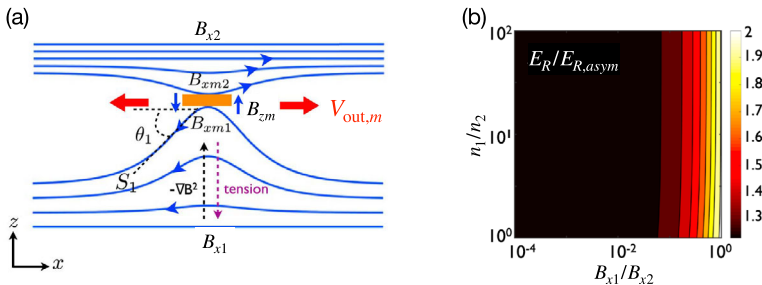 (a)
B_{x2}
B_{xm2}
B_{zm}
V_{out,m}
B_{xm1}
θ_1
S_1
-∇B^2
tension
B_{x1}
z
x
(b)
E_R/E_{R,asym}
n_1/n_2
10^2
10^1
10^0
10^{-4}
10^{-2}
10^0
B_{x1}/B_{x2}
2
1.9
1.8
1.7
1.6
1.5
1.4
1.3